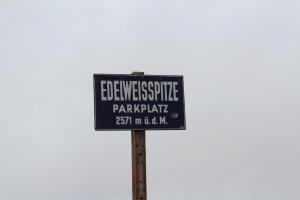 EDELWEISSPITZE
PARKPLATZ
2571 m ü. d. M.